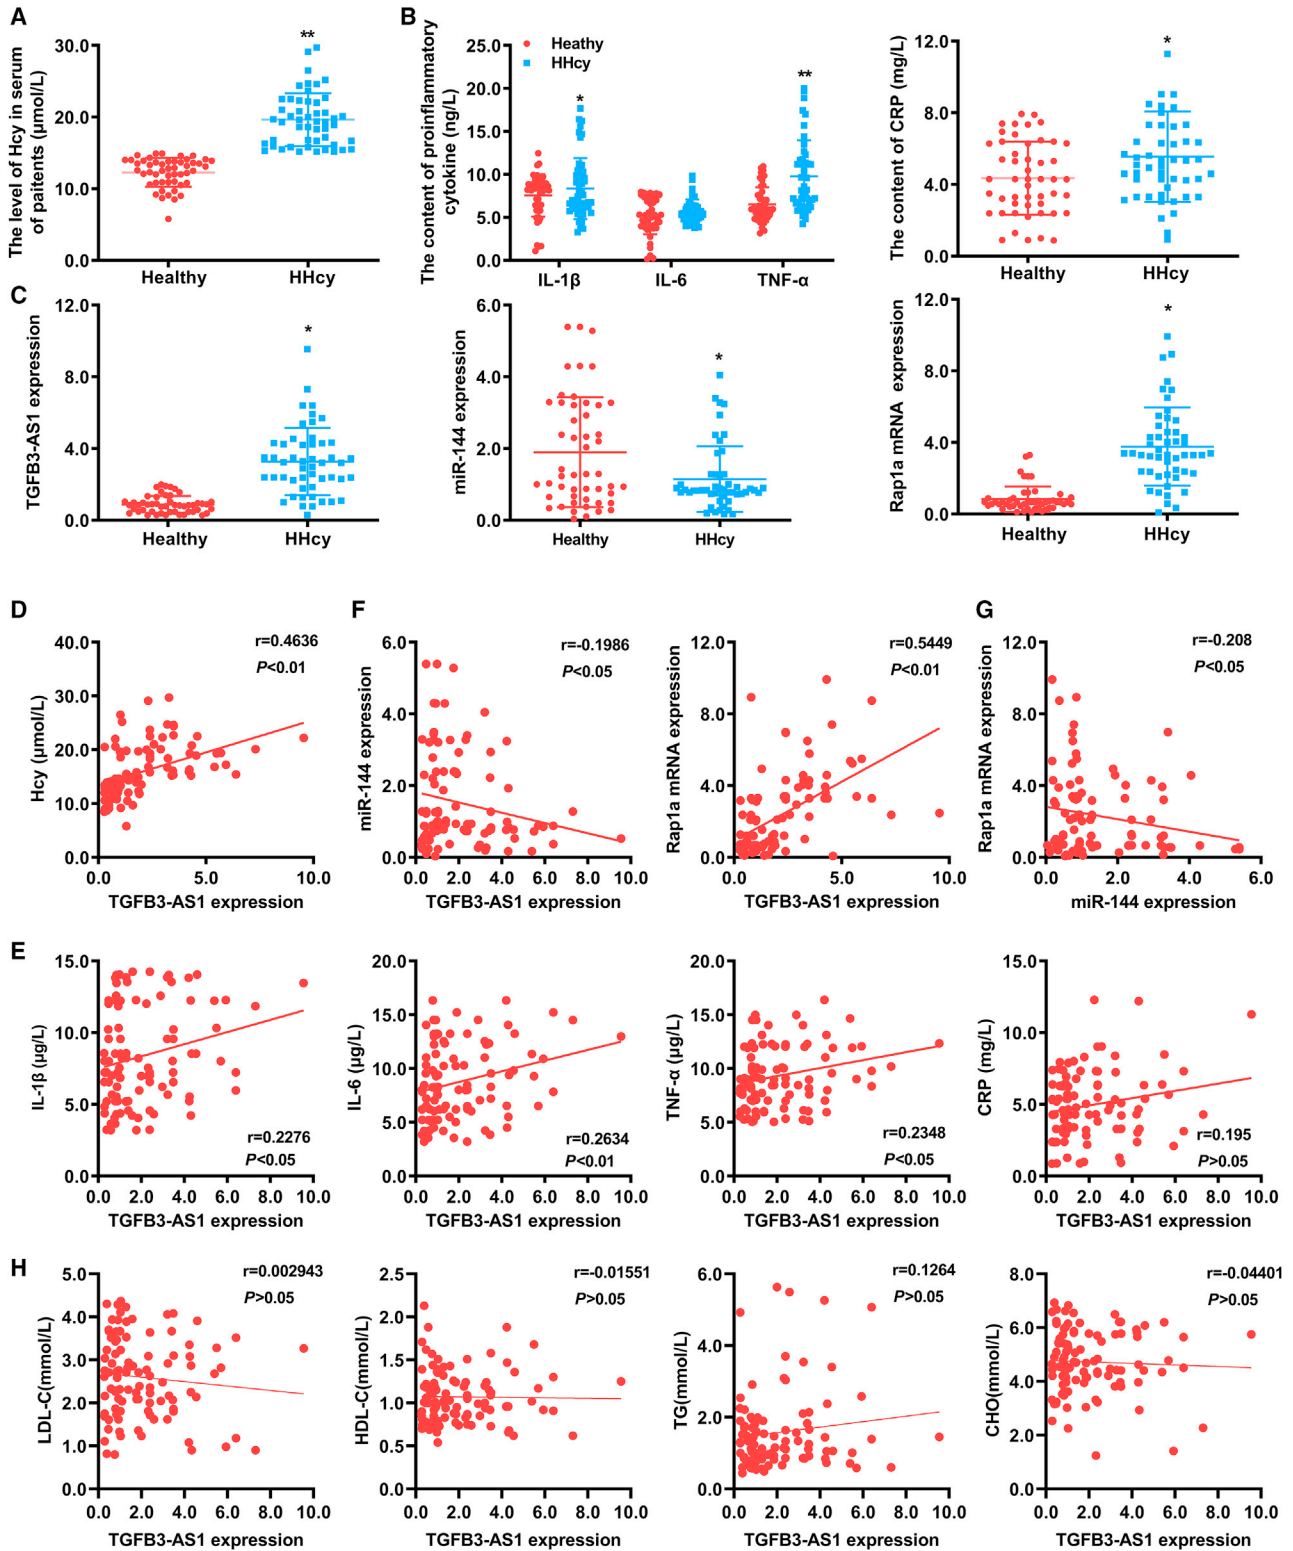 A
The level of Hcy in serum
of paitents (μmol/L)
30.0
20.0
10.0
0.0
**
Healthy
HHcy
B
The content of proinflammatory
cytokine (ng/L)
25.0
20.0
15.0
10.0
5.0
0.0
Heathy
HHcy
*
**
IL-1β
IL-6
TNF-α
The content of CRP (mg/L)
12.0
8.0
4.0
0.0
*
Healthy
HHcy
C
TGFB3-AS1 expression
12.0
8.0
4.0
0.0
*
Healthy
HHcy
miR-144 expression
6.0
4.0
2.0
0.0
*
Healthy
HHcy
Rap1a mRNA expression
12.0
8.0
4.0
0.0
*
Healthy
HHcy
D
Hcy (μmol/L)
40.0
30.0
20.0
10.0
0.0
r=0.4636
P<0.01
0.0 5.0 10.0
TGFB3-AS1 expression
F
miR-144 expression
6.0
4.0
2.0
0.0
r=-0.1986
P<0.05
0.0 2.0 4.0 6.0 8.0 10.0
TGFB3-AS1 expression
Rap1a mRNA expression
12.0
8.0
4.0
0.0
r=0.5449
P<0.01
0.0 5.0 10.0
TGFB3-AS1 expression
G
Rap1a mRNA expression
12.0
8.0
4.0
0.0
r=-0.208
P<0.05
0.0 2.0 4.0 6.0
miR-144 expression
E
IL-1β (μg/L)
15.0
10.0
5.0
0.0
r=0.2276
P<0.05
0.0 2.0 4.0 6.0 8.0 10.0
TGFB3-AS1 expression
IL-6 (μg/L)
20.0
15.0
10.0
5.0
0.0
r=0.2634
P<0.01
0.0 2.0 4.0 6.0 8.0 10.0
TGFB3-AS1 expression
TNF-α (μg/L)
20.0
15.0
10.0
5.0
0.0
r=0.2348
P<0.05
0.0 2.0 4.0 6.0 8.0 10.0
TGFB3-AS1 expression
CRP (mg/L)
15.0
10.0
5.0
0.0
r=0.195
P>0.05
0.0 2.0 4.0 6.0 8.0 10.0
TGFB3-AS1 expression
H
LDL-C(mmol/L)
5.0
4.0
3.0
2.0
1.0
0.0
r=0.002943
P>0.05
0.0 2.0 4.0 6.0 8.0 10.0
TGFB3-AS1 expression
HDL-C(mmol/L)
2.5
2.0
1.5
1.0
0.5
0.0
r=-0.01551
P>0.05
0.0 2.0 4.0 6.0 8.0 10.0
TGFB3-AS1 expression
TG(mmol/L)
6.0
4.0
2.0
0.0
r=0.1264
P>0.05
0.0 2.0 4.0 6.0 8.0 10.0
TGFB3-AS1 expression
CHO(mmol/L)
8.0
6.0
4.0
2.0
0.0
r=-0.04401
P>0.05
0.0 2.0 4.0 6.0 8.0 10.0
TGFB3-AS1 expression